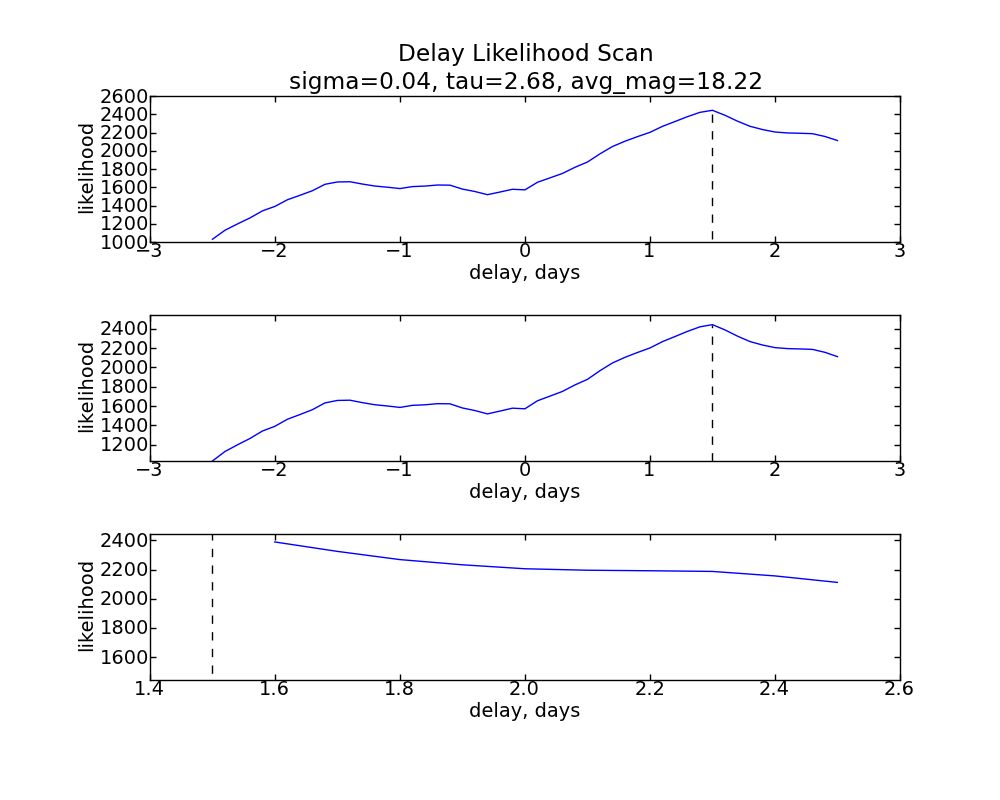 Delay Likelihood Scan
sigma=0.04, tau=2.68, avg_mag=18.22
2600
2400
2200
2000
1800
1600
1400
1200
1000
likelihood
−3 −2 −1 0 1 2 3
delay, days
2400
2200
2000
1800
1600
1400
1200
likelihood
−3 −2 −1 0 1 2 3
delay, days
2400
2200
2000
1800
1600
likelihood
1.4 1.6 1.8 2.0 2.2 2.4 2.6
delay, days